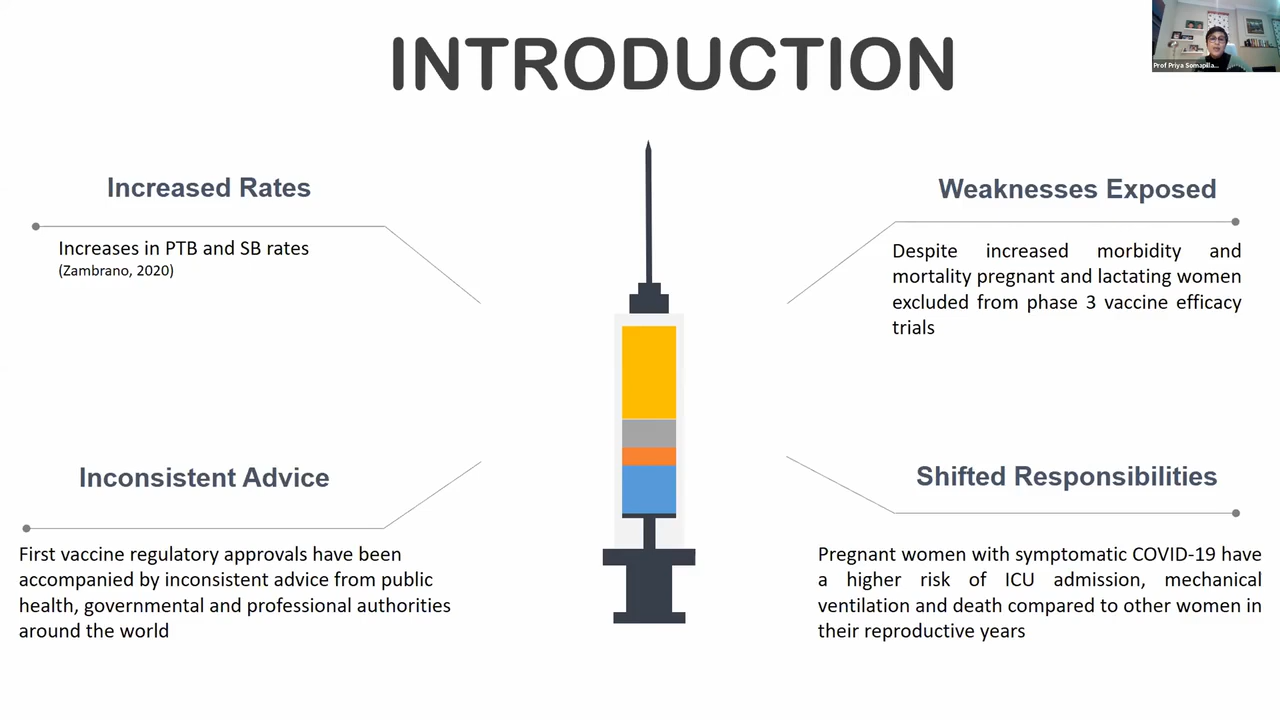 INTRODUCTION
Prof Priya Somapilla...
Increased Rates
Increases in PTB and SB rates
(Zambrano, 2020)
Weaknesses Exposed
Despite increased morbidity and
mortality pregnant and lactating women
excluded from phase 3 vaccine efficacy
trials
Inconsistent Advice
First vaccine regulatory approvals have been
accompanied by inconsistent advice from public
health, governmental and professional authorities
around the world
Shifted Responsibilities
Pregnant women with symptomatic COVID-19 have
a higher risk of ICU admission, mechanical
ventilation and death compared to other women in
their reproductive years